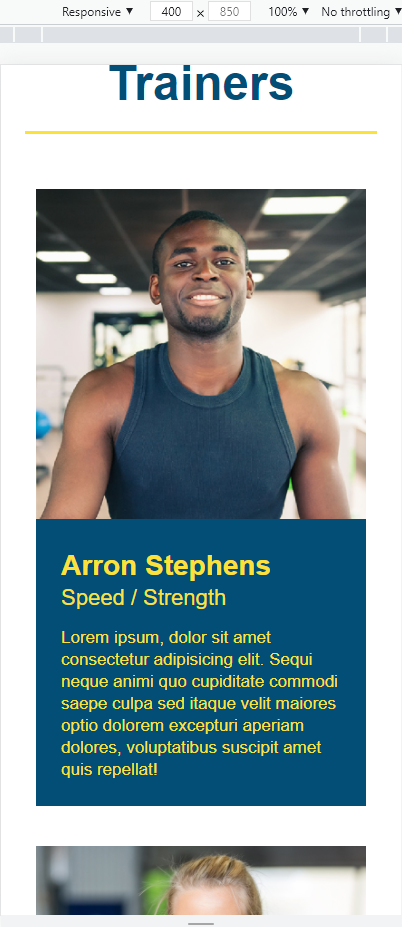 Responsive ▼ 400 × 850 100% ▼ No throttling ▼
Trainers
Arron Stephens
Speed / Strength
Lorem ipsum, dolor sit amet
consectetur adipisicing elit. Sequi
neque animi quo cupiditate commodi
saepe culpa sed itaque velit maiores
optio dolorem excepturi aperiam
dolores, voluptatibus suscipit amet
quis repellat!